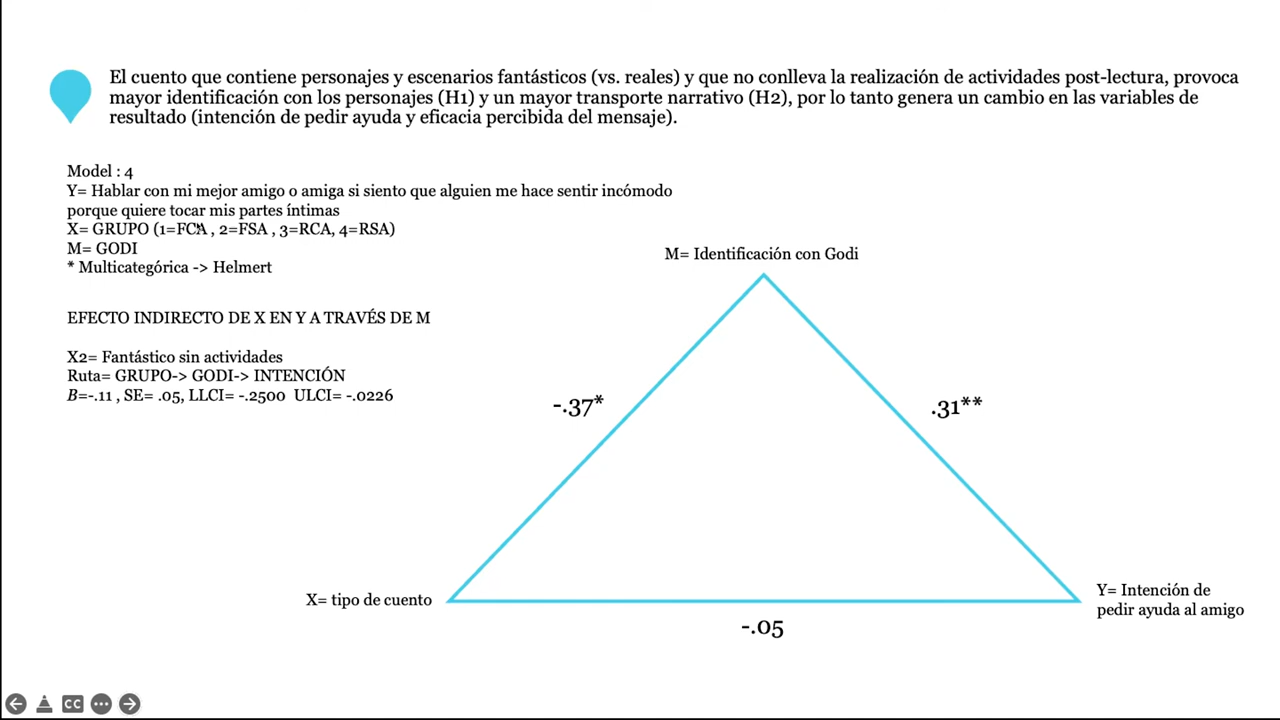 El cuento que contiene personajes y escenarios fantásticos (vs. reales) y que no conlleva la realización de actividades post-lectura, provoca
mayor identificación con los personajes (H1) y un mayor transporte narrativo (H2), por lo tanto genera un cambio en las variables de
resultado (intención de pedir ayuda y eficacia percibida del mensaje).
Model : 4
Y= Hablar con mi mejor amigo o amiga si siento que alguien me hace sentir incómodo
porque quiere tocar mis partes íntimas
X= GRUPO (1=FCA , 2=FSA , 3=RCA, 4=RSA)
M= GODI
* Multicategórica -> Helmert
EFECTO INDIRECTO DE X EN Y A TRAVÉS DE M
X2= Fantástico sin actividades
Ruta= GRUPO-> GODI-> INTENCIÓN
B=-.11 , SE= .05, LLCI= -.2500 ULCI= -.0226
M= Identificación con Godi
-.37*
.31**
X= tipo de cuento
Y= Intención de
pedir ayuda al amigo
-.05
CC